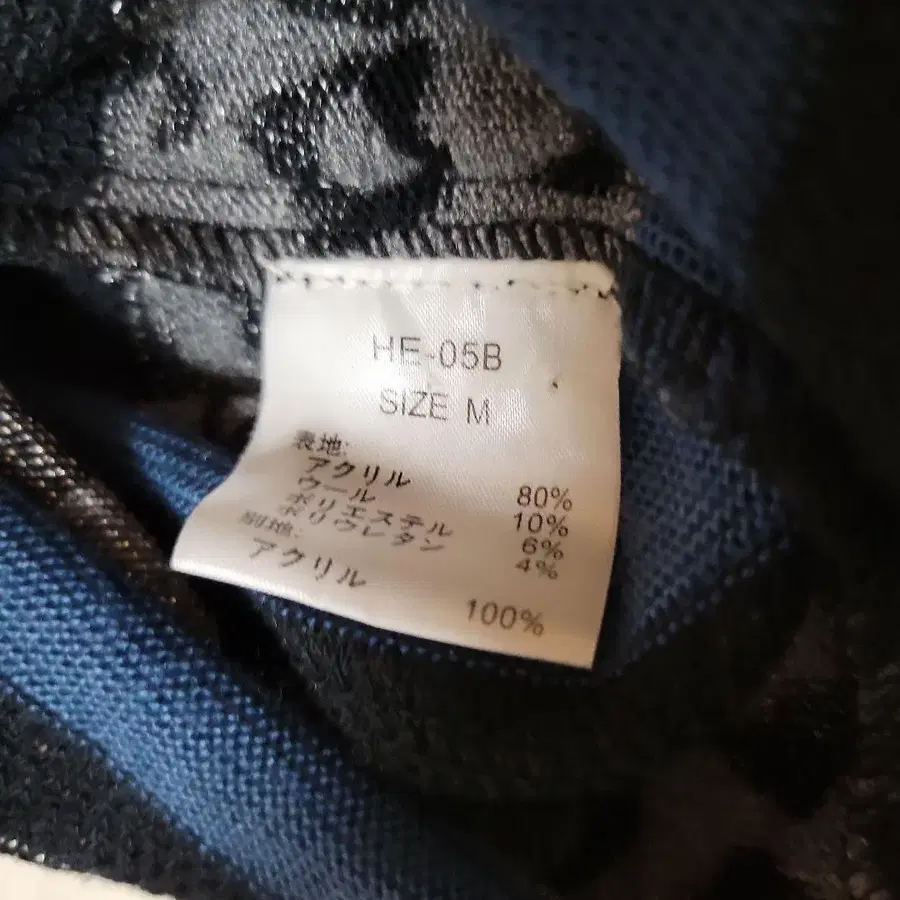 HE-05B
SIZE M
表地:
アクリル 80%
ウール 10%
ポリエステル 6%
ポリウレタン 4%
別地:
アクリル 100%